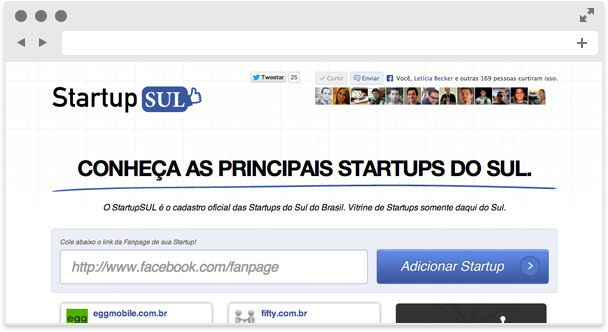 Tweetar 25
Curtir Enviar Você, Letícia Becker e outras 169 pessoas curtiram isso.
Startup SUL
CONHEÇA AS PRINCIPAIS STARTUPS DO SUL.
O StartupSUL é o cadastro oficial das Startups do Sul do Brasil. Vitrine de Startups somente daqui do Sul.
Cole abaixo o link da Fanpage de sua Startup!
http://www.facebook.com/fanpage
Adicionar Startup
egg eggmobile.com.br
fifty.com.br